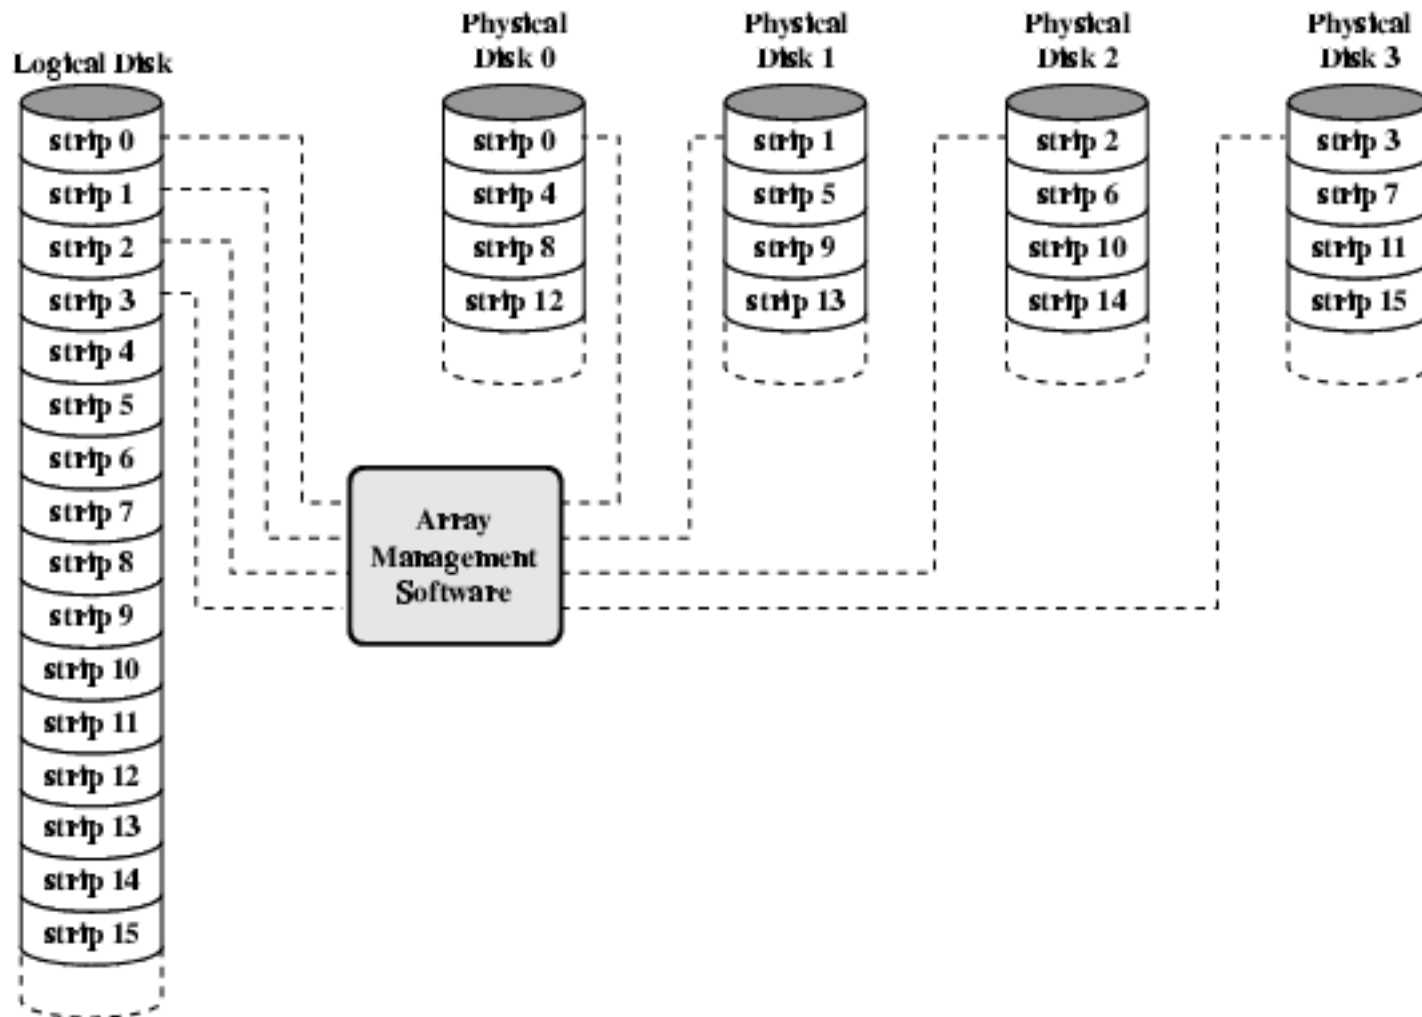 Logical Disk
strip 0
strip 1
strip 2
strip 3
strip 4
strip 5
strip 6
strip 7
strip 8
strip 9
strip 10
strip 11
strip 12
strip 13
strip 14
strip 15
Physical
Disk 0
strip 0
strip 4
strip 8
strip 12
Physical
Disk 1
strip 1
strip 5
strip 9
strip 13
Physical
Disk 2
strip 2
strip 6
strip 10
strip 14
Physical
Disk 3
strip 3
strip 7
strip 11
strip 15
Array
Management
Software